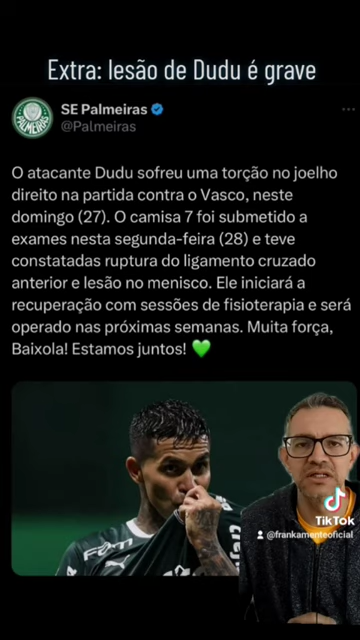 Extra: lesão de Dudu é grave
SE Palmeiras
@Palmeiras
O atacante Dudu sofreu uma torção no joelho
direito na partida contra o Vasco, neste
domingo (27). O camisa 7 foi submetido a
exames nesta segunda-feira (28) e teve
constatadas ruptura do ligamento cruzado
anterior e lesão no menisco. Ele iniciará a
recuperação com sessões de fisioterapia e será
operado nas próximas semanas. Muita força,
Baixola! Estamos juntos! 💚
TikTok
@frankamenteoficial